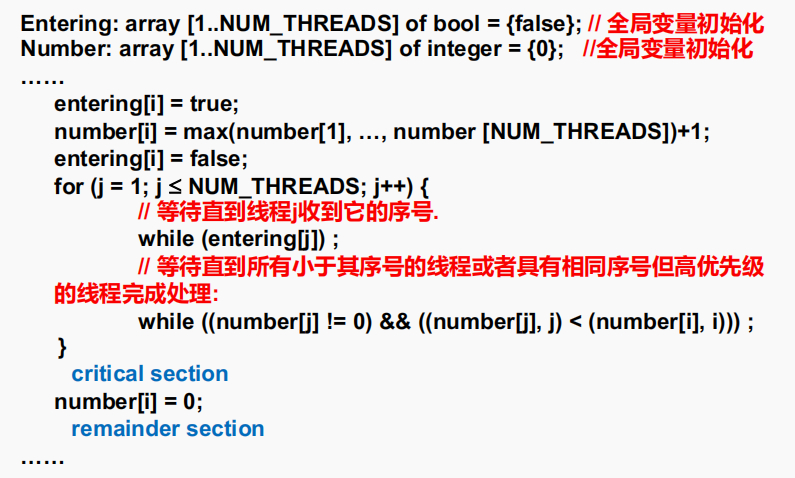 Entering: array [1..NUM_THREADS] of bool = {false}; // 全局变量初始化
Number: array [1..NUM_THREADS] of integer = {0}; //全局变量初始化
……
entering[i] = true;
number[i] = max(number[1], …, number [NUM_THREADS])+1;
entering[i] = false;
for (j = 1; j ≤ NUM_THREADS; j++) {
// 等待直到线程j收到它的序号.
while (entering[j]) ;
// 等待直到所有小于其序号的线程或者具有相同序号但高优先级
的线程完成处理:
while ((number[j] != 0) && ((number[j], j) < (number[i], i))) ;
}
critical section
number[i] = 0;
remainder section
……